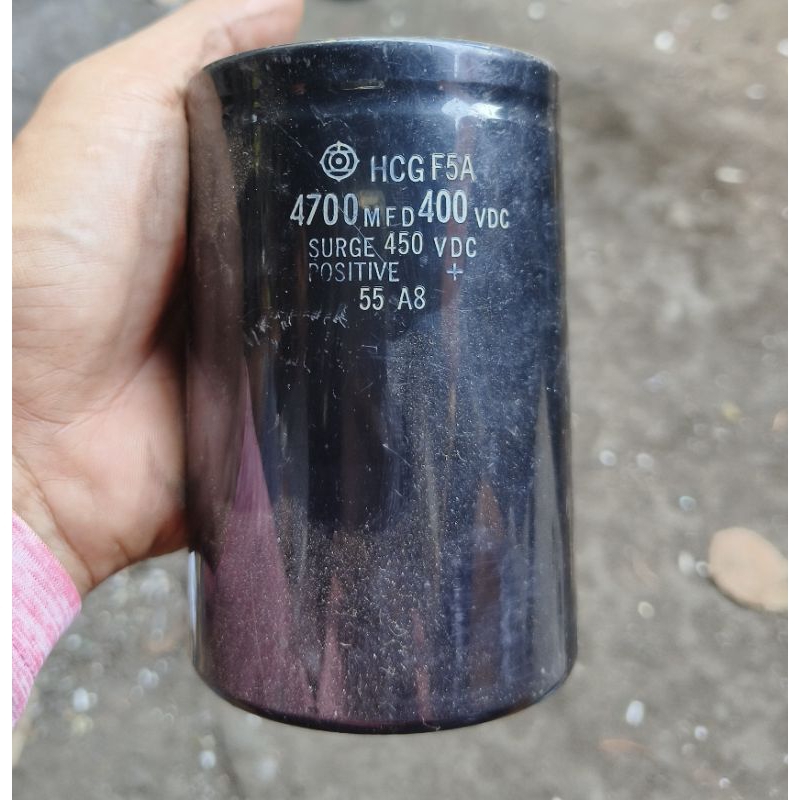 HCG F5A
4700 MFD 400 VDC
SURGE 450 VDC
POSITIVE +
55 A8